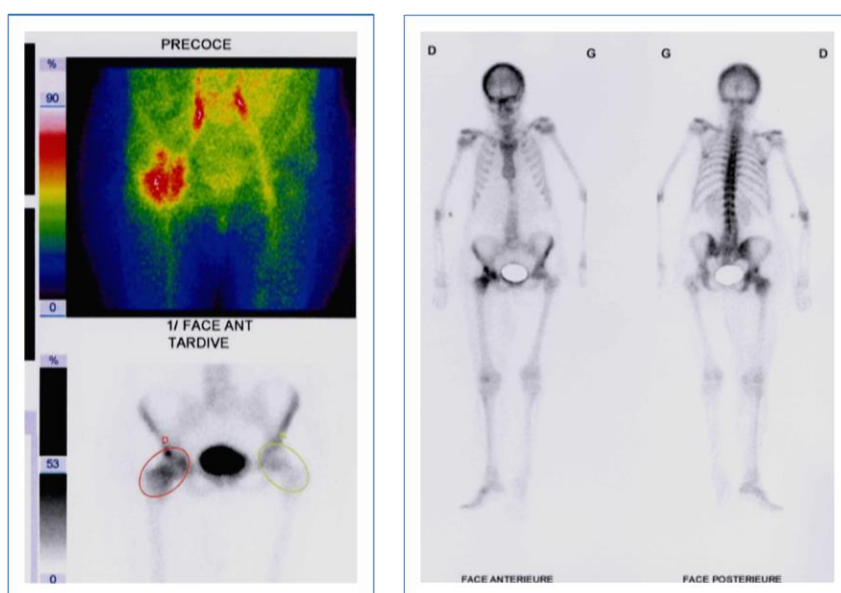 PRECOCE
%
90
0
1/ FACE ANT
TARDIVE
%
D
53
0
D
G
G
D
FACE ANTERIEURE
FACE POSTERIEURE